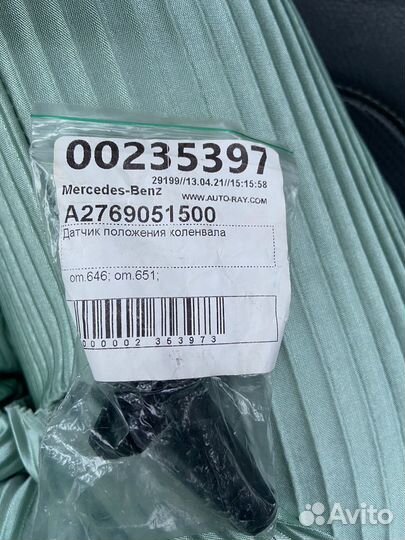 00235397
29199//13.04.21//15:15:58
Mercedes-Benz
WWW.AUTO-RAY.COM
A2769051500
Датчик положения коленвала
om.646; om.651;
000002 353973
Avito